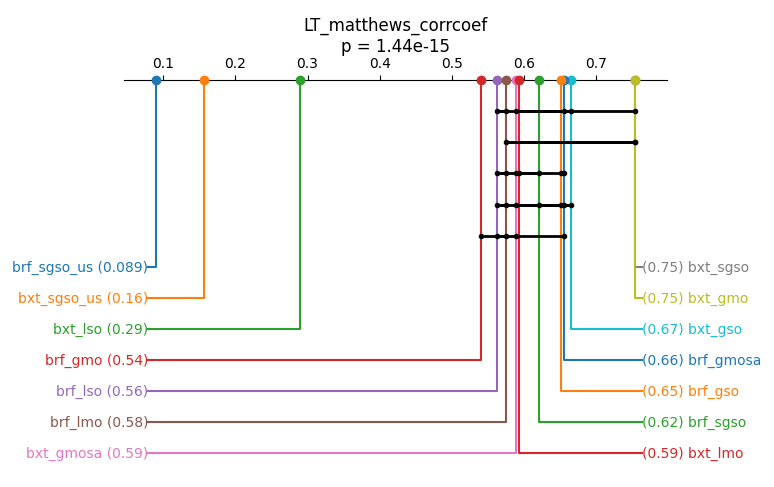 LT_matthews_corrcoef
p = 1.44e-15
0.1 0.2 0.3 0.4 0.5 0.6 0.7
brf_sgso_us (0.089)
bxt_sgso_us (0.16)
bxt_lso (0.29)
brf_gmo (0.54)
brf_lso (0.56)
brf_lmo (0.58)
bxt_gmosa (0.59)
(0.75) bxt_sgso
(0.75) bxt_gmo
(0.67) bxt_gso
(0.66) brf_gmosa
(0.65) brf_gso
(0.62) brf_sgso
(0.59) bxt_lmo